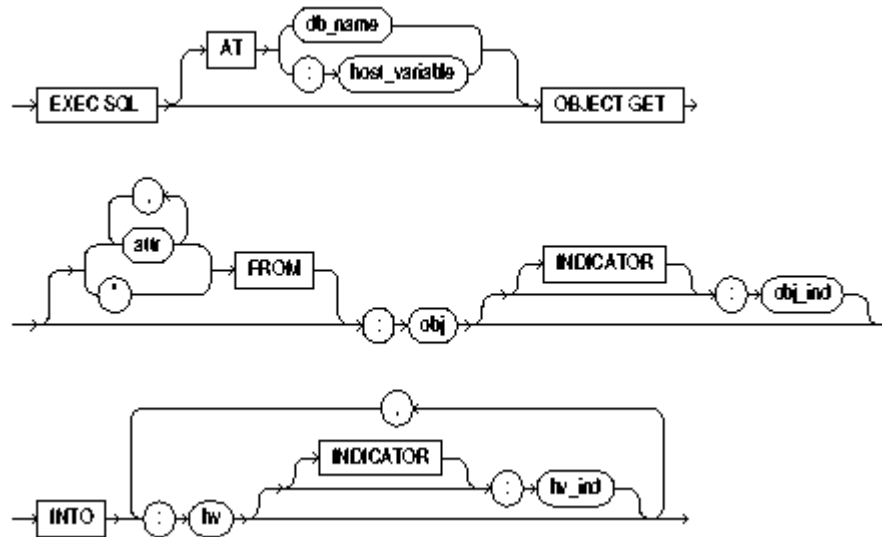 db_name
AT
: host_variable
EXEC SQL OBJECT GET
,
attr INDICATOR
* FROM
: obj : obj_ind
,
INDICATOR
INTO : hv : hv_ind